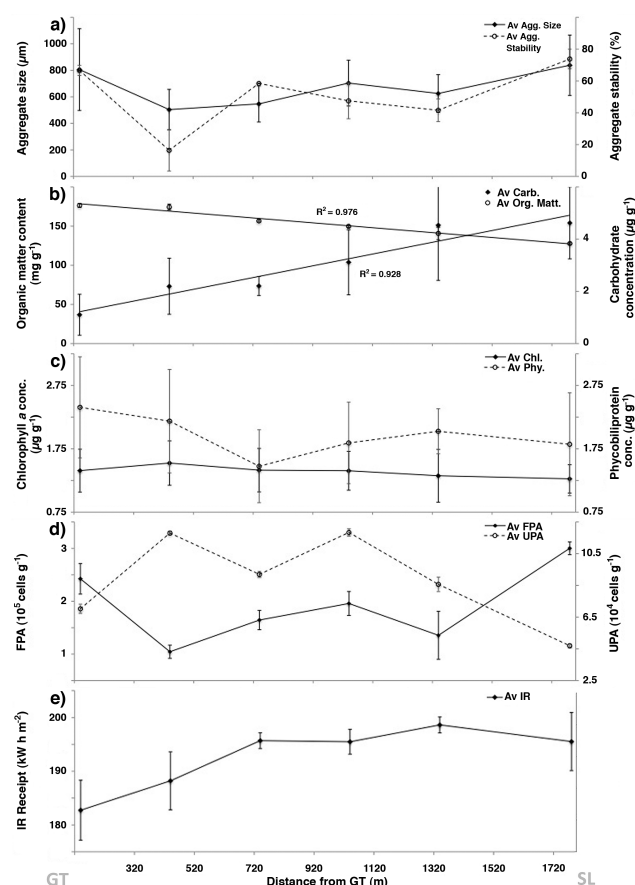 a)
Av Agg. Size
Av Agg.
Stability
Aggregate size (µm)
1000
800
600
400
200
0
Aggregate stability (%)
80
60
40
20
0
b)
Av Carb.
Av Org. Matt.
R² = 0.976
R² = 0.928
Organic matter content
(mg g⁻¹)
200
150
100
50
0
Carbohydrate
concentration (µg g⁻¹)
4
2
0
c)
Av Chl.
Av Phy.
Chlorophyll a conc.
(µg g⁻¹)
2.75
1.75
0.75
Phycobiliprotein
conc. (µg g⁻¹)
2.75
1.75
0.75
d)
Av FPA
Av UPA
FPA (10⁵ cells g⁻¹)
3
2
1
UPA (10⁴ cells g⁻¹)
10.5
6.5
2.5
e)
Av IR
IR Receipt (kW h m⁻²)
200
190
180
320 520 720 920 1120 1320 1520 1720
GT Distance from GT (m) SL